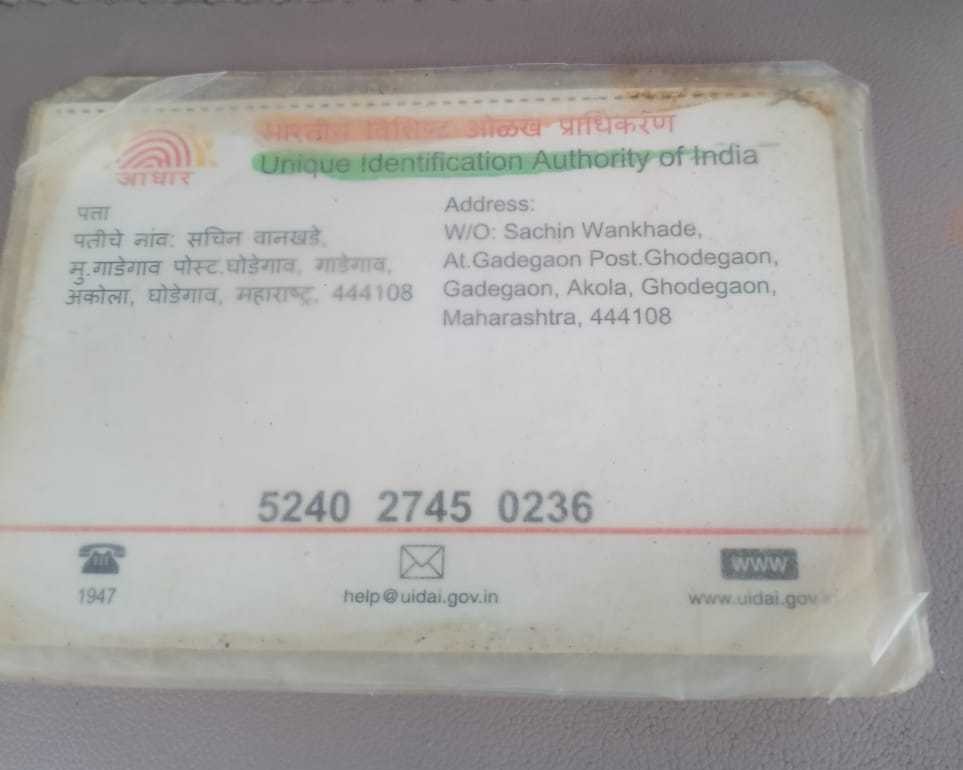 भारतीय विशिष्ट ओळख प्राधिकरण
Unique Identification Authority of India
आधार
पत्ता
पतीचे नांव: सचिन वानखडे,
मु.गाडेगाव पोस्ट.घोडेगाव, गाडेगाव,
अकोला, घोडेगाव, महाराष्ट्र, 444108
Address:
W/O: Sachin Wankhade,
At.Gadegaon Post.Ghodegaon,
Gadegaon, Akola, Ghodegaon,
Maharashtra, 444108
5240 2745 0236
1947
help@uidai.gov.in
www
www.uidai.gov